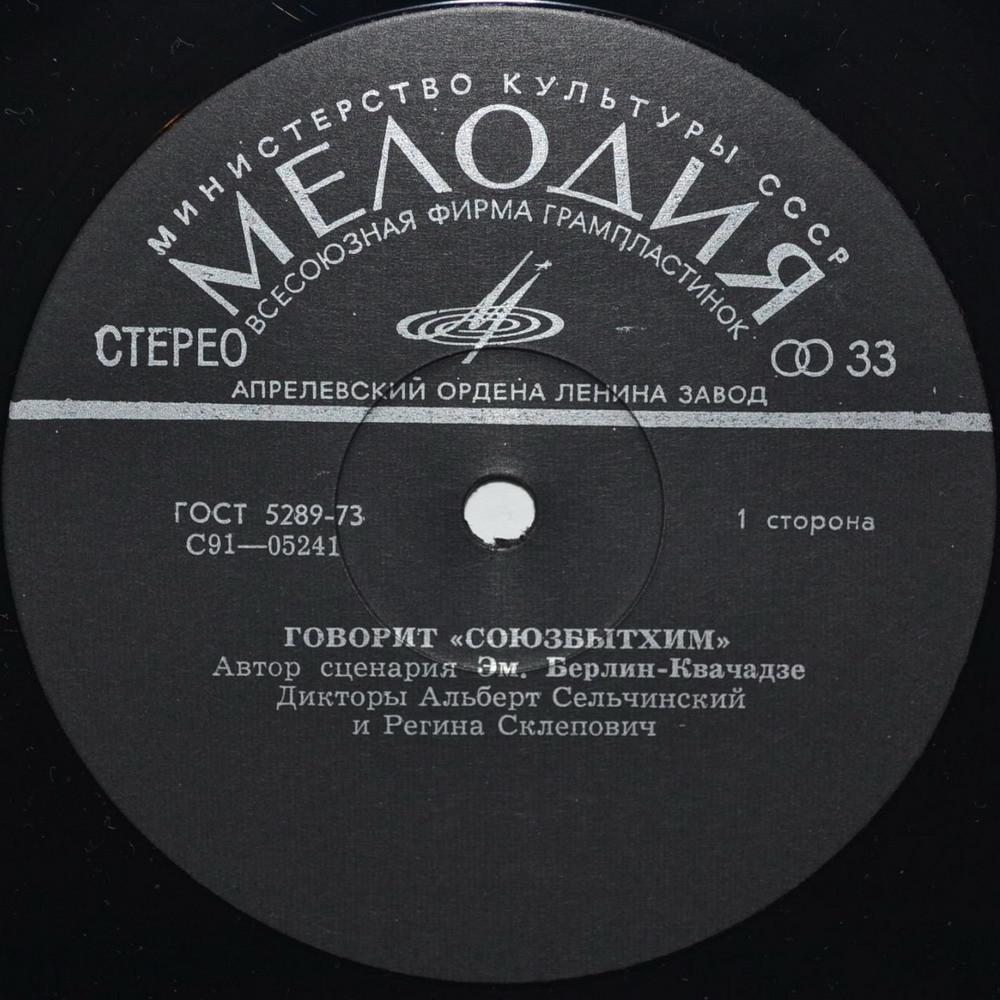 МИНИСТЕРСТВО КУЛЬТУРЫ СССР
МЕЛОДИЯ
ВСЕСОЮЗНАЯ ФИРМА ГРАМПЛАСТИНОК
СТЕРЕО
33
АПРЕЛЕВСКИЙ ОРДЕНА ЛЕНИНА ЗАВОД
ГОСТ 5289-73
С91—05241
1 сторона
ГОВОРИТ «СОЮЗБЫТХИМ»
Автор сценария Эм. Берлин-Квачадзе
Дикторы Альберт Сельчинский
и Регина Склепович